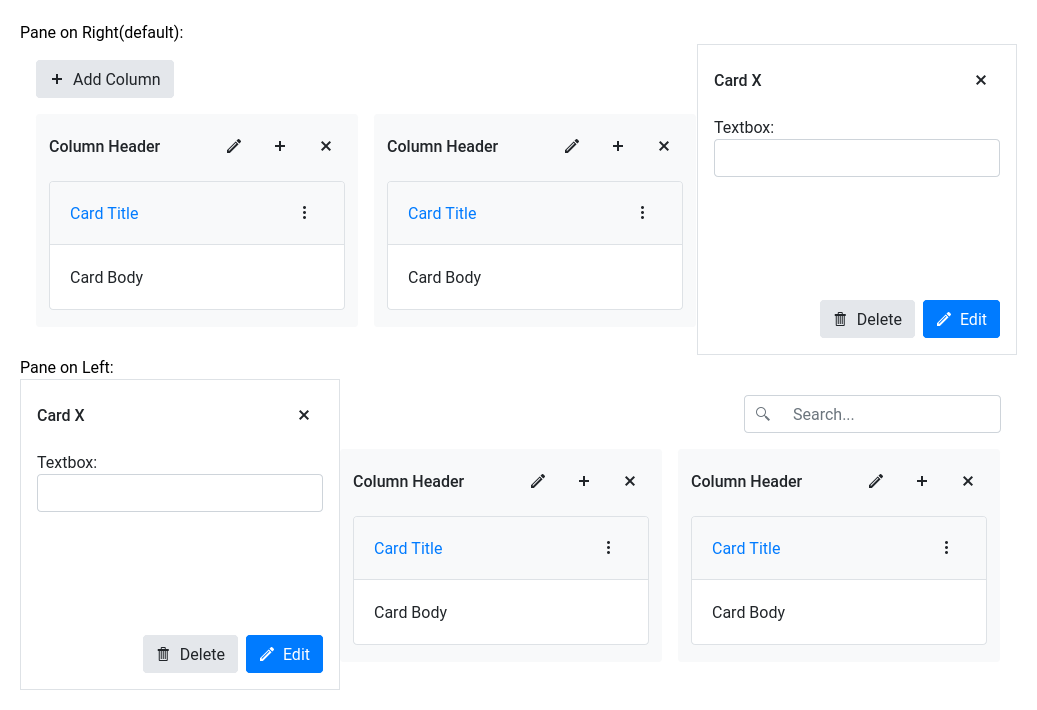 Pane on Right(default):
Add Column
Card X
Textbox:
Column Header
Column Header
Card Title
Card Title
Card Body
Card Body
Delete
Edit
Pane on Left:
Card X
Search...
Textbox:
Column Header
Column Header
Card Title
Card Title
Card Body
Card Body
Delete
Edit